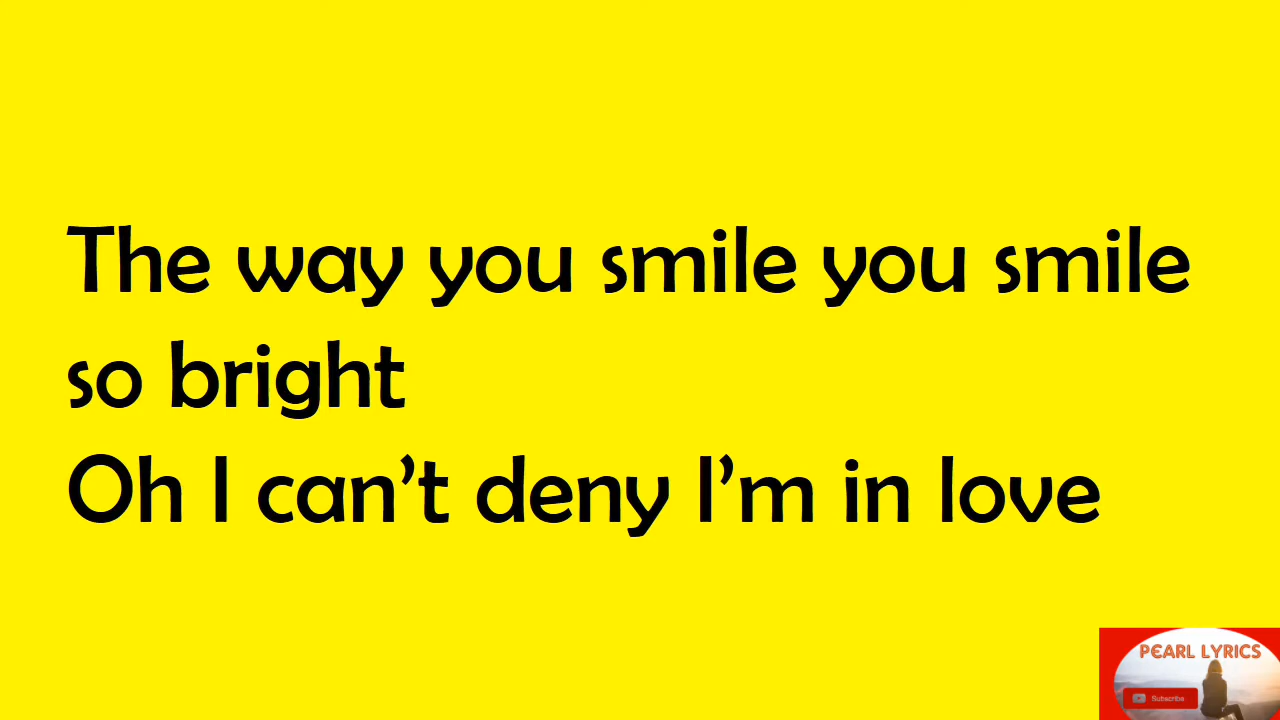 The way you smile you smile
so bright
Oh I can’t deny I’m in love
PEARL LYRICS
Subscribe